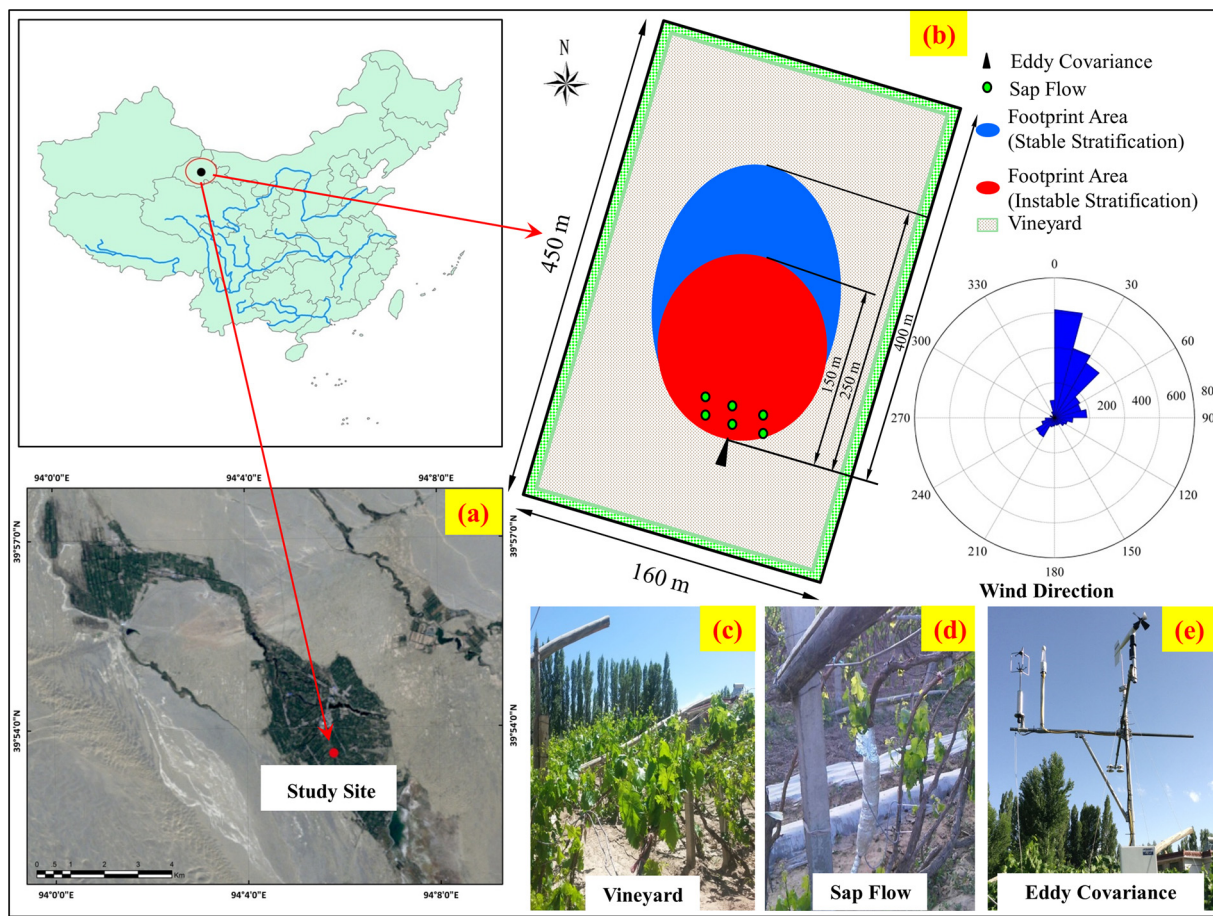 (b)
N
Eddy Covariance
Sap Flow
Footprint Area
(Stable Stratification)
Footprint Area
(Instable Stratification)
Vineyard
450 m
160 m
150 m
250 m
400 m
0
30
60
80
90
120
150
180
210
240
270
300
330
200
400
600
Wind Direction
94°0'0"E
94°4'0"E
94°8'0"E
(a)
39°57'0"N
39°57'0"N
39°54'0"N
39°54'0"N
Study Site
0 .5 1 2 3 4
Km
94°0'0"E
94°4'0"E
94°8'0"E
(c)
Vineyard
(d)
Sap Flow
(e)
Eddy Covariance